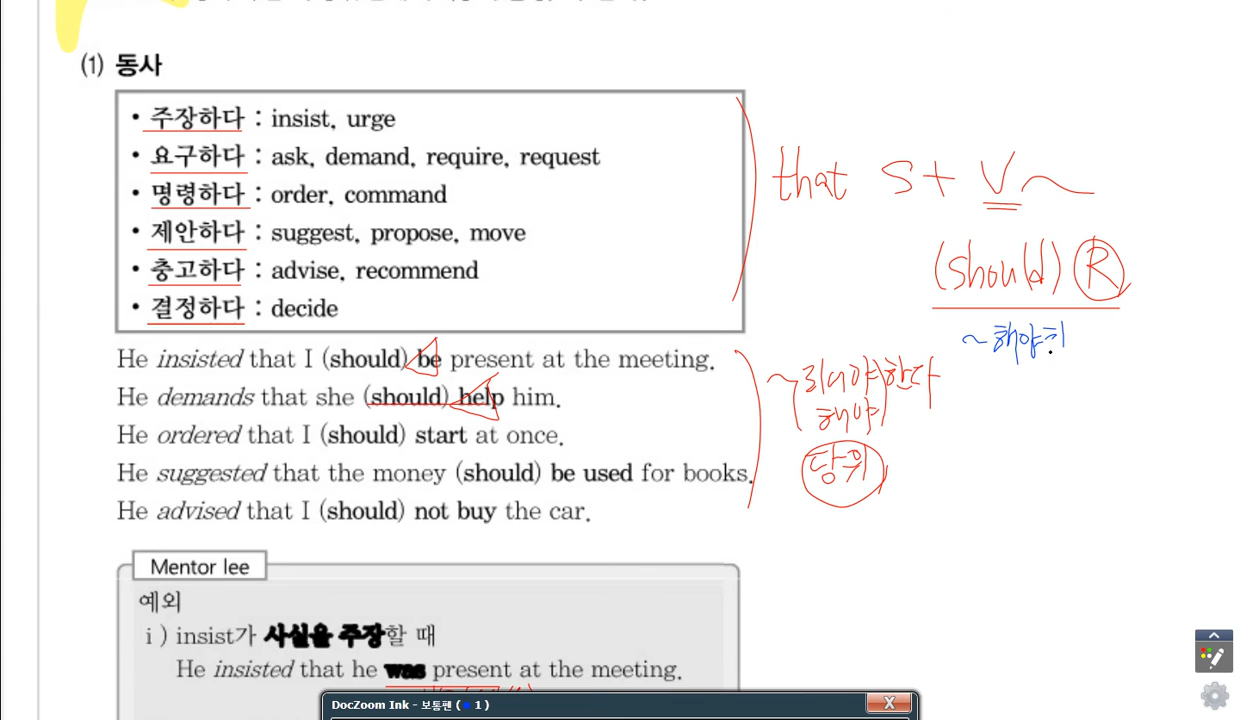 (1) 동사
• 주장하다 : insist, urge
• 요구하다 : ask, demand, require, request
• 명령하다 : order, command
• 제안하다 : suggest, propose, move
• 충고하다 : advise, recommend
• 결정하다 : decide
that S + V ~
(should) R
~해야
He insisted that I (should) be present at the meeting.
He demands that she (should) help him.
He ordered that I (should) start at once.
He suggested that the money (should) be used for books.
He advised that I (should) not buy the car.
~되어야 한다
해야
당위
Mentor lee
예외
i ) insist가 사실을 주장할 때
He insisted that he was present at the meeting.
DocZoom Ink - 보통펜 ( 1 )
X